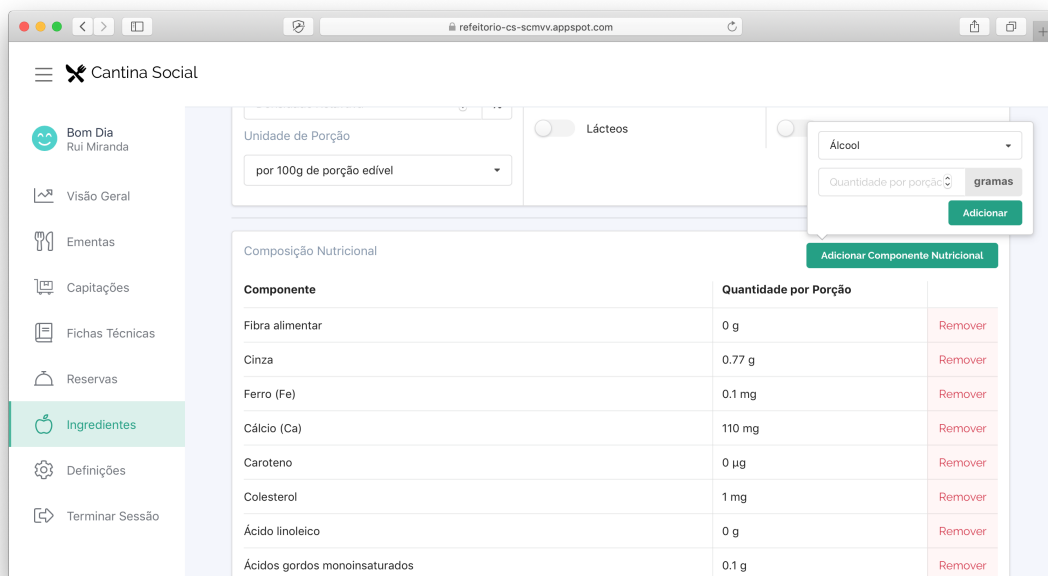 refeitorio-cs-scmvv.appspot.com
Cantina Social
Bom Dia
Rui Miranda
Visão Geral
Ementas
Capitações
Fichas Técnicas
Reservas
Ingredientes
Definições
Terminar Sessão
Unidade de Porção
por 100g de porção edível
Lácteos
Álcool
Quantidade por porção
gramas
Adicionar
Composição Nutricional
Adicionar Componente Nutricional
Componente Quantidade por Porção
Fibra alimentar 0 g Remover
Cinza 0.77 g Remover
Ferro (Fe) 0.1 mg Remover
Cálcio (Ca) 110 mg Remover
Caroteno 0 µg Remover
Colesterol 1 mg Remover
Ácido linoleico 0 g Remover
Ácidos gordos monoinsaturados 0.1 g Remover